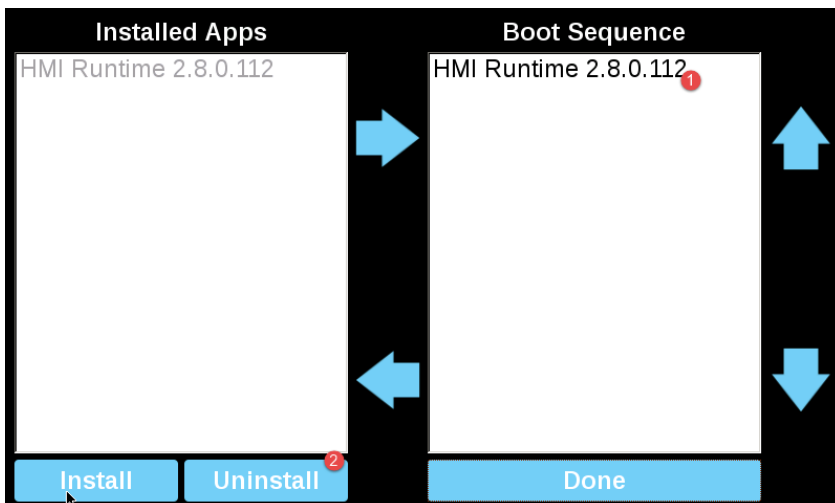 Installed Apps
Boot Sequence
HMI Runtime 2.8.0.112
HMI Runtime 2.8.0.112
1
2
Install
Uninstall
Done